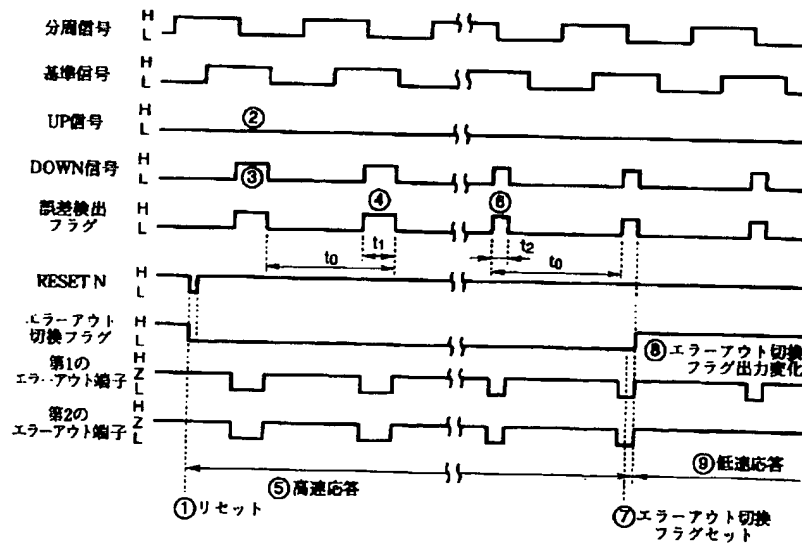 分周信号 H L
基準信号 H L
UP信号 H L ②
DOWN信号 H L ③
④ ⑥
誤差検出
フラグ H L
t1 t2
t0 t0
RESET N H L
エラーアウト
切換フラグ H L
⑧エラーアウト切換
フラグ出力変化
第1の
エラーアウト端子 H Z L
第2の
エラーアウト端子 H Z L
⑤高速応答 ⑨低速応答
①リセット ⑦エラーアウト切換
フラグセット